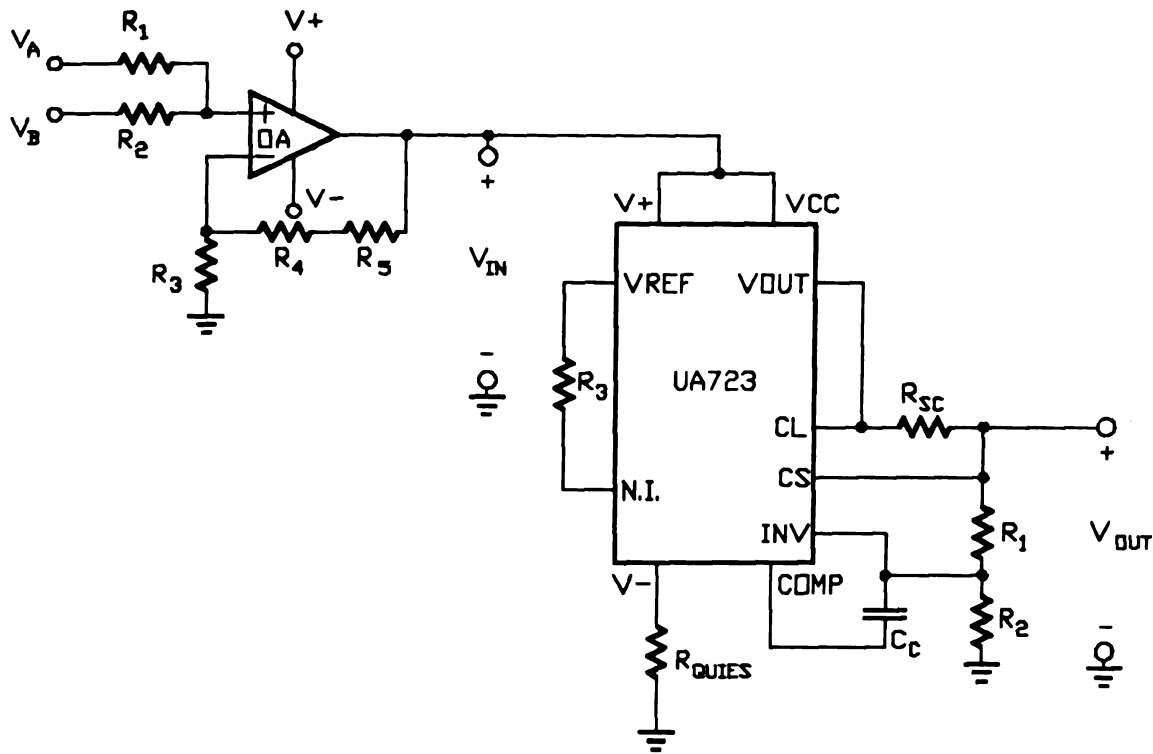 R1
V+
VA
VB
R2
+
OA
−
V-
R3
R4
R5
+
VIN
-
V+
VCC
VREF
VOUT
R3
UA723
RSC
CL
+
CS
N.I.
INV
R1
VOUT
V-
COMP
R2
-
CC
RQUIES